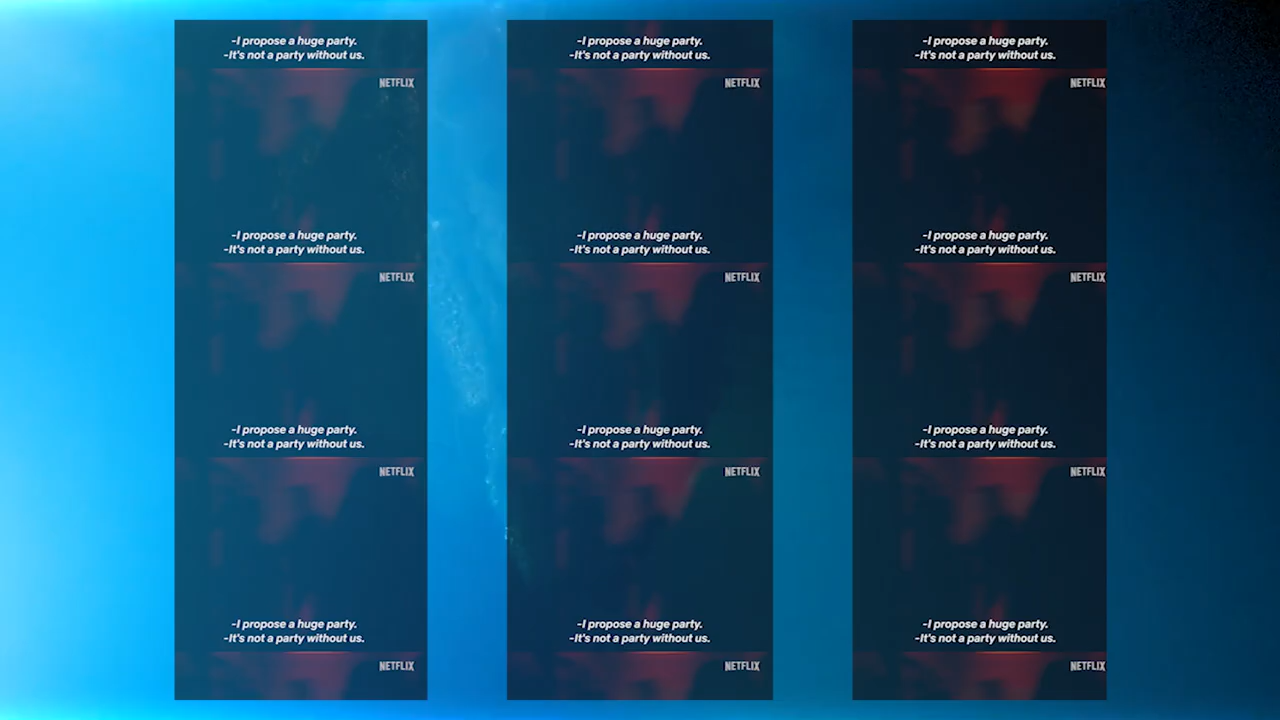 -I propose a huge party. -I propose a huge party. -I propose a huge party.
-It's not a party without us. -It's not a party without us. -It's not a party without us.
NETFLIX NETFLIX NETFLIX
-I propose a huge party. -I propose a huge party. -I propose a huge party.
-It's not a party without us. -It's not a party without us. -It's not a party without us.
NETFLIX NETFLIX NETFLIX
-I propose a huge party. -I propose a huge party. -I propose a huge party.
-It's not a party without us. -It's not a party without us. -It's not a party without us.
NETFLIX NETFLIX NETFLIX
-I propose a huge party. -I propose a huge party. -I propose a huge party.
-It's not a party without us. -It's not a party without us. -It's not a party without us.
NETFLIX NETFLIX NETFLIX